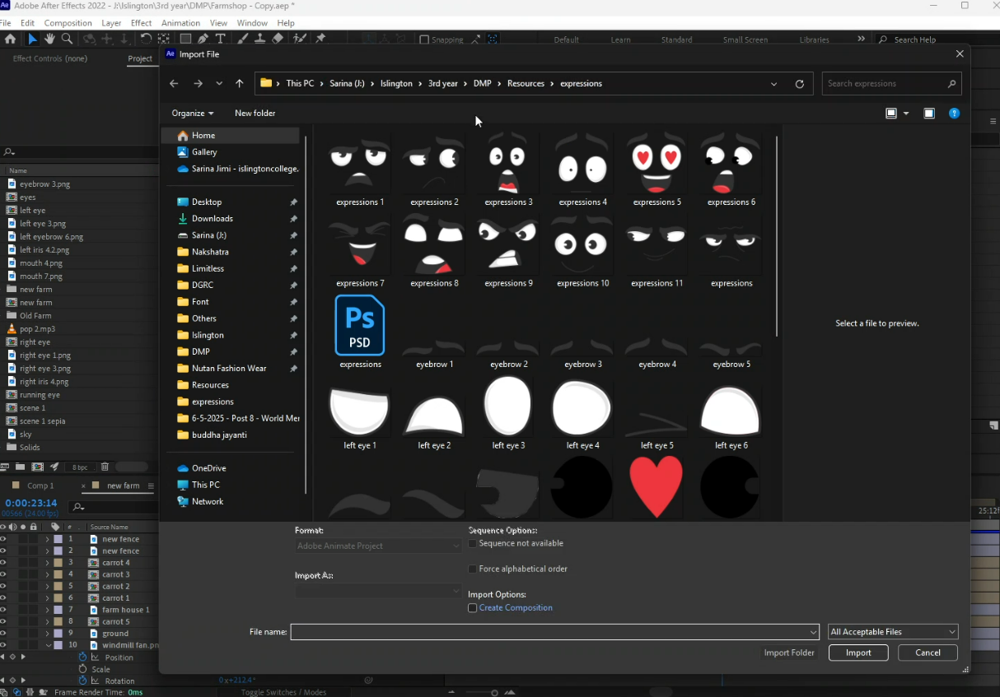 Ae Adobe After Effects 2022 - J:\Islington\3rd year\DMP\Farmshop - Copy.aep *
File Edit Composition Layer Effect Animation View Window Help
Snapping Default Learn Standard Small Screen Libraries Search Help
Effect Controls (none) Project
Ae Import File
This PC Sarina (J:) Islington 3rd year DMP Resources expressions
Search expressions
Organize New folder
Name
eyebrow 3.png
eyes
left eye
left eye 3.png
left eyebrow 6.png
left iris 4.2.png
mouth 4.png
mouth 7.png
new farm
new farm
Old Farm
pop 2.mp3
right eye
right eye 1.png
right eye 3.png
right iris 4.png
running eye
scene 1
scene 1 sepia
sky
Solids
8 bpc
Home
Gallery
Sarina Jimi - islingtoncollege.
Desktop
Downloads
Sarina (J:)
Nakshatra
Limitless
DGRC
Font
Others
Islington
DMP
Nutan Fashion Wear
Resources
expressions
6-5-2025 - Post 8 - World Mer
buddha jayanti
OneDrive
This PC
Network
expressions 1 expressions 2 expressions 3 expressions 4 expressions 5 expressions 6
expressions 7 expressions 8 expressions 9 expressions 10 expressions 11 expressions
Ps
PSD
expressions eyebrow 1 eyebrow 2 eyebrow 3 eyebrow 4 eyebrow 5
left eye 1 left eye 2 left eye 3 left eye 4 left eye 5 left eye 6
Select a file to preview.
Format:
Adobe Animate Project
Import As:
Sequence Options:
Sequence not available
Force alphabetical order
Import Options:
Create Composition
File name:
All Acceptable Files
Import Folder Import Cancel
Comp 1 new farm
0:00:23:14
00566 (24.00 fps)
25:12f
# Source Name
1 new fence
2 new fence
3 carrot 4
4 carrot 3
5 carrot 2
6 carrot 1
7 farm house 1
8 carrot 5
9 ground
10 windmill fan.pn
Position
Scale
Rotation 0x+212.4°
Frame Render Time: 0ms Toggle Switches / Modes